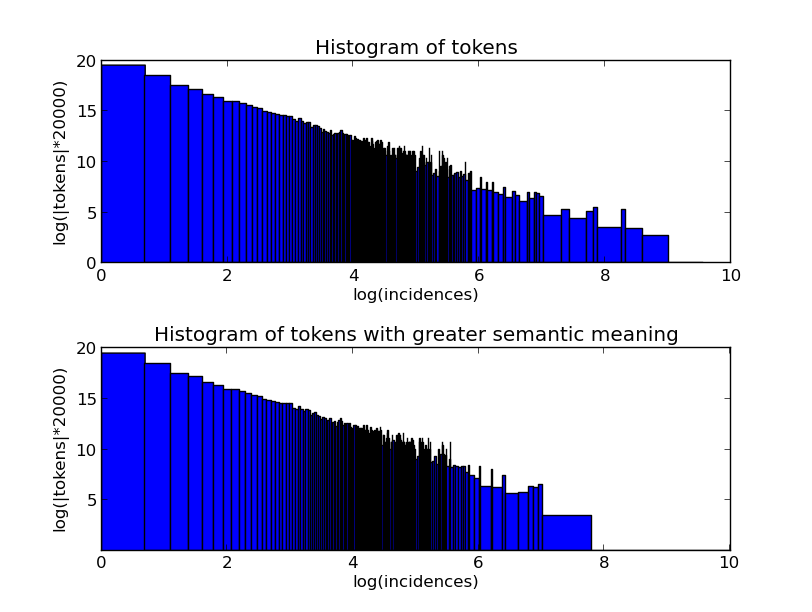 Histogram of tokens
20
15
10
5
0
log(|tokens|*20000)
0 2 4 6 8 10
log(incidences)
Histogram of tokens with greater semantic meaning
20
15
10
5
log(|tokens|*20000)
0 2 4 6 8 10
log(incidences)